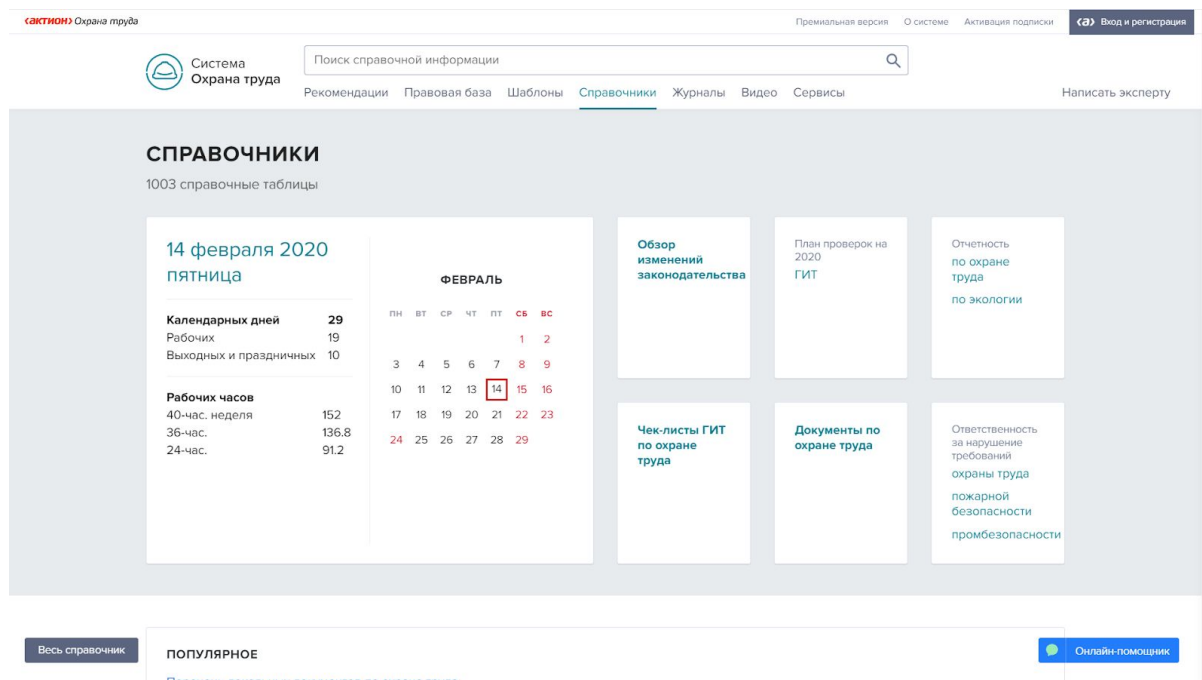 ‹актион› Охрана труда
Премиальная версия О системе Активация подписки ‹а› Вход и регистрация
Система
Охрана труда
Поиск справочной информации
Рекомендации Правовая база Шаблоны Справочники Журналы Видео Сервисы Написать эксперту
СПРАВОЧНИКИ
1003 справочные таблицы
14 февраля 2020
пятница
Календарных дней 29
Рабочих 19
Выходных и праздничных 10
Рабочих часов
40-час. неделя 152
36-час. 136.8
24-час. 91.2
ФЕВРАЛЬ
ПН ВТ СР ЧТ ПТ СБ ВС
1 2
3 4 5 6 7 8 9
10 11 12 13 14 15 16
17 18 19 20 21 22 23
24 25 26 27 28 29
Обзор
изменений
законодательства
План проверок на
2020
ГИТ
Отчетность
по охране
труда
по экологии
Чек-листы ГИТ
по охране
труда
Документы по
охране труда
Ответственность
за нарушение
требований
охраны труда
пожарной
безопасности
промбезопасности
Весь справочник
ПОПУЛЯРНОЕ
Онлайн-помощник